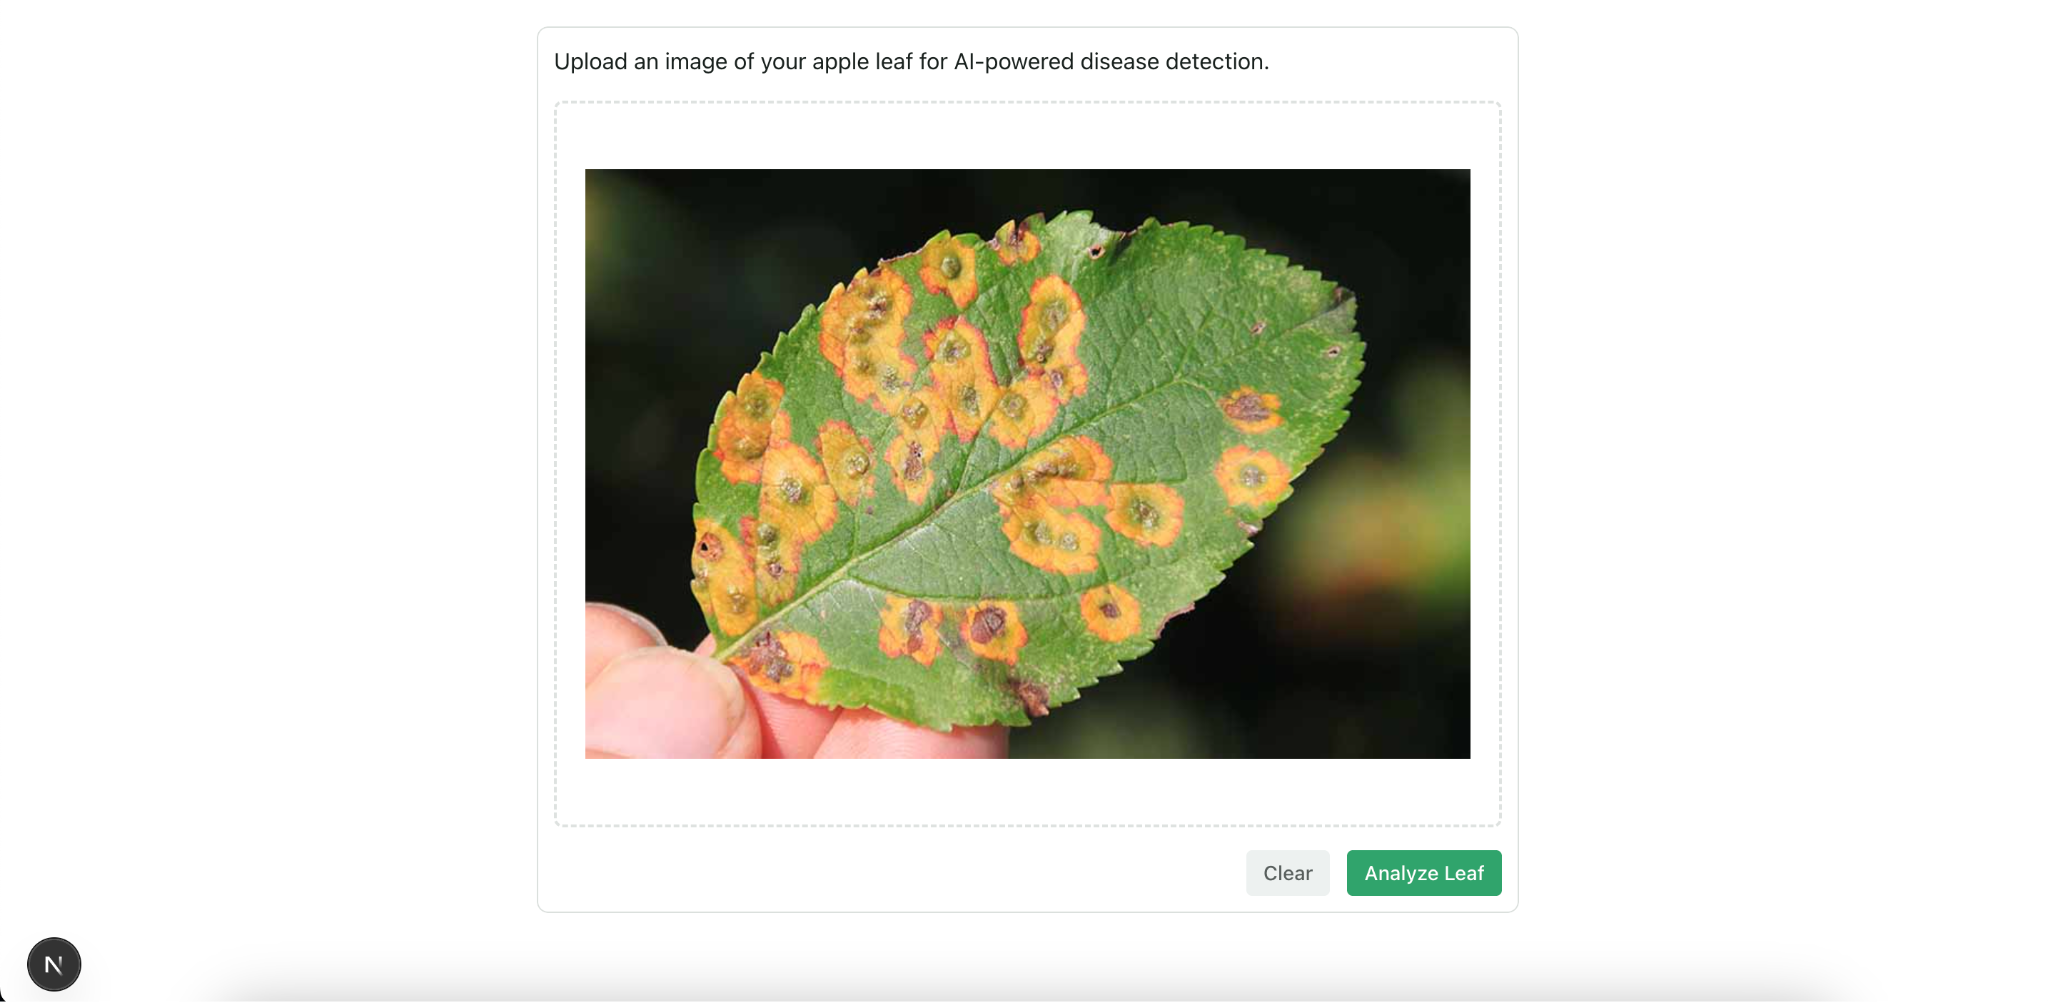 Upload an image of your apple leaf for AI-powered disease detection.
Clear
Analyze Leaf
N